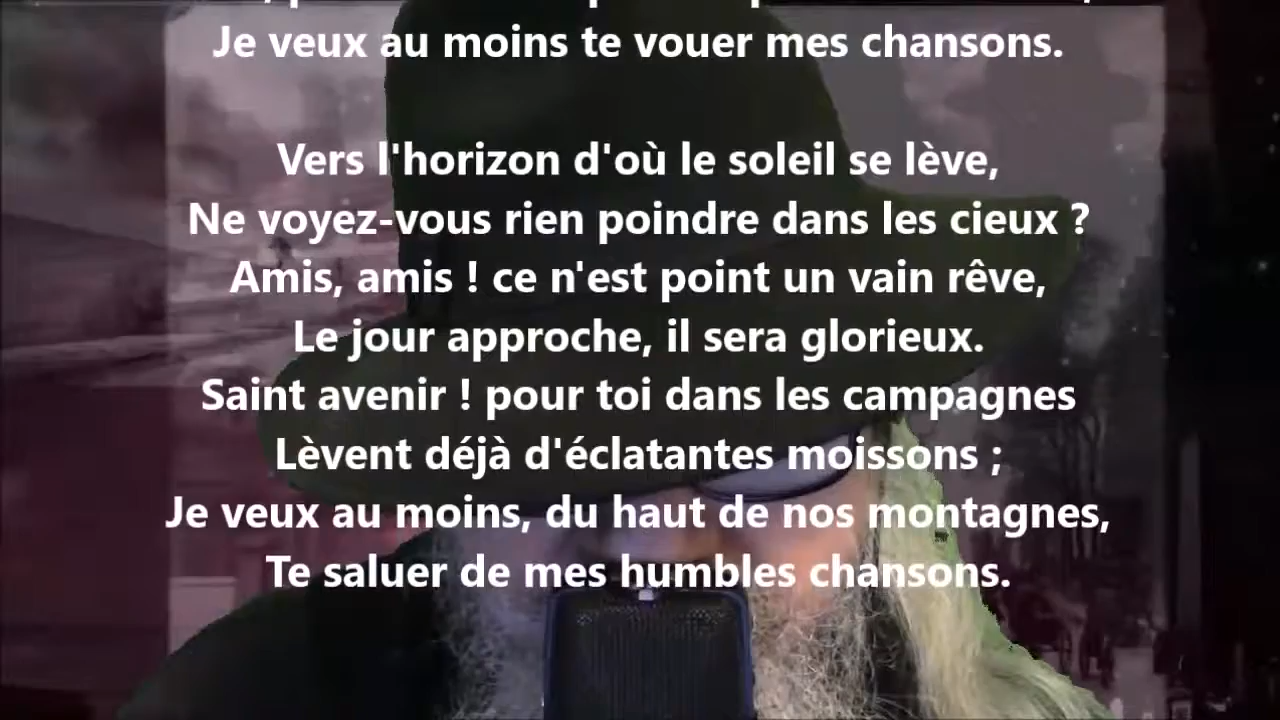 Je veux au moins te vouer mes chansons.
Vers l'horizon d'où le soleil se lève,
Ne voyez-vous rien poindre dans les cieux ?
Amis, amis ! ce n'est point un vain rêve,
Le jour approche, il sera glorieux.
Saint avenir ! pour toi dans les campagnes
Lèvent déjà d'éclatantes moissons ;
Je veux au moins, du haut de nos montagnes,
Te saluer de mes humbles chansons.